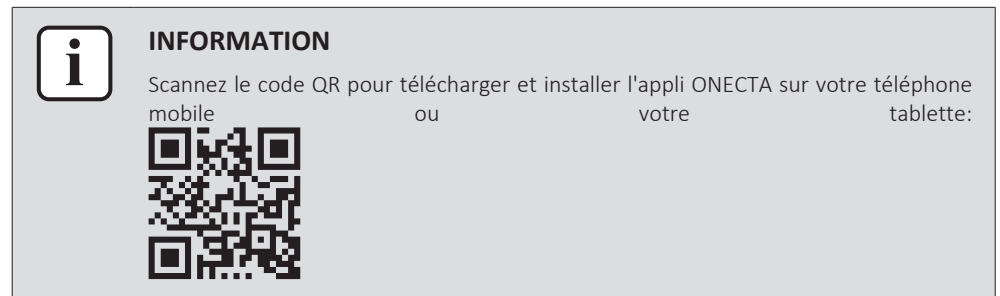 i
INFORMATION
Scannez le code QR pour télécharger et installer l'appli ONECTA sur votre téléphone
mobile ou votre tablette: